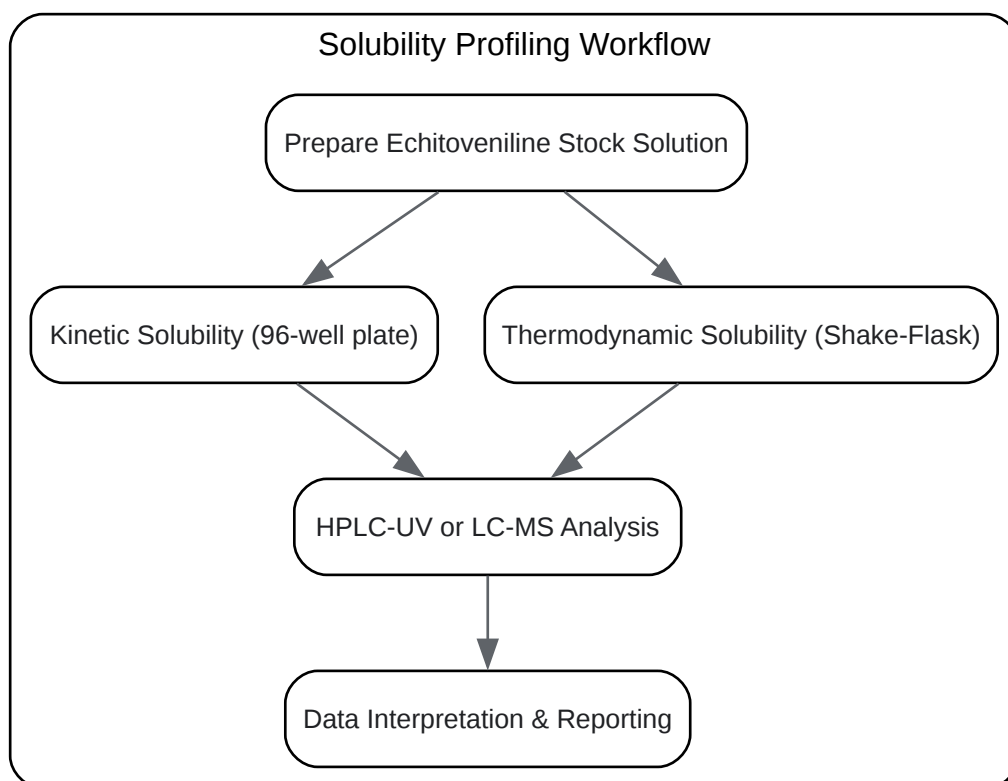 Solubility Profiling Workflow
Prepare Echitoveniline Stock Solution
Kinetic Solubility (96-well plate)
Thermodynamic Solubility (Shake-Flask)
HPLC-UV or LC-MS Analysis
Data Interpretation & Reporting